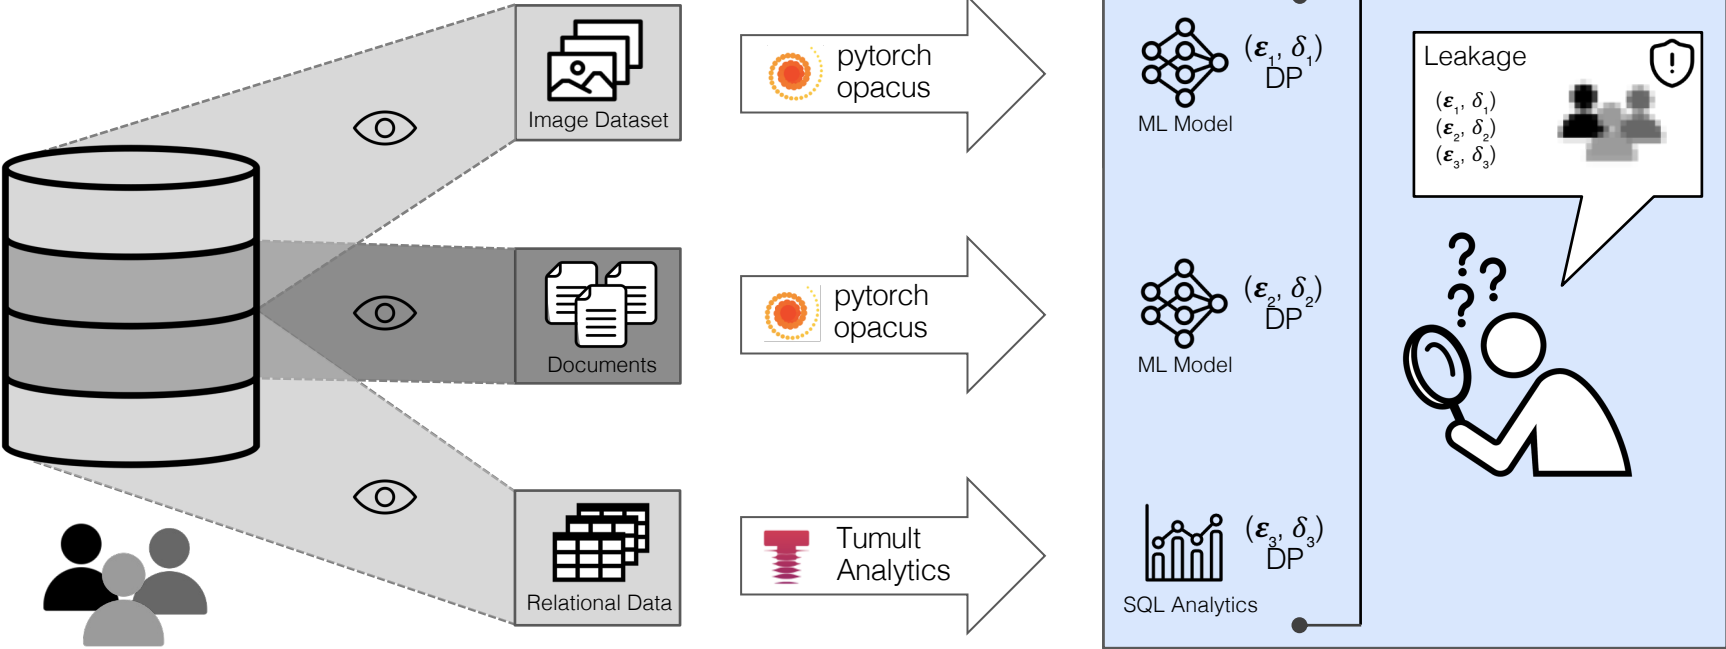 Image Dataset
pytorch
opacus
(ε₁, δ₁)
DP
ML Model
Leakage
(ε₁, δ₁)
(ε₂, δ₂)
(ε₃, δ₃)
Documents
pytorch
opacus
(ε₂, δ₂)
DP
ML Model
? ? ?
Relational Data
Tumult
Analytics
(ε₃, δ₃)
DP
SQL Analytics